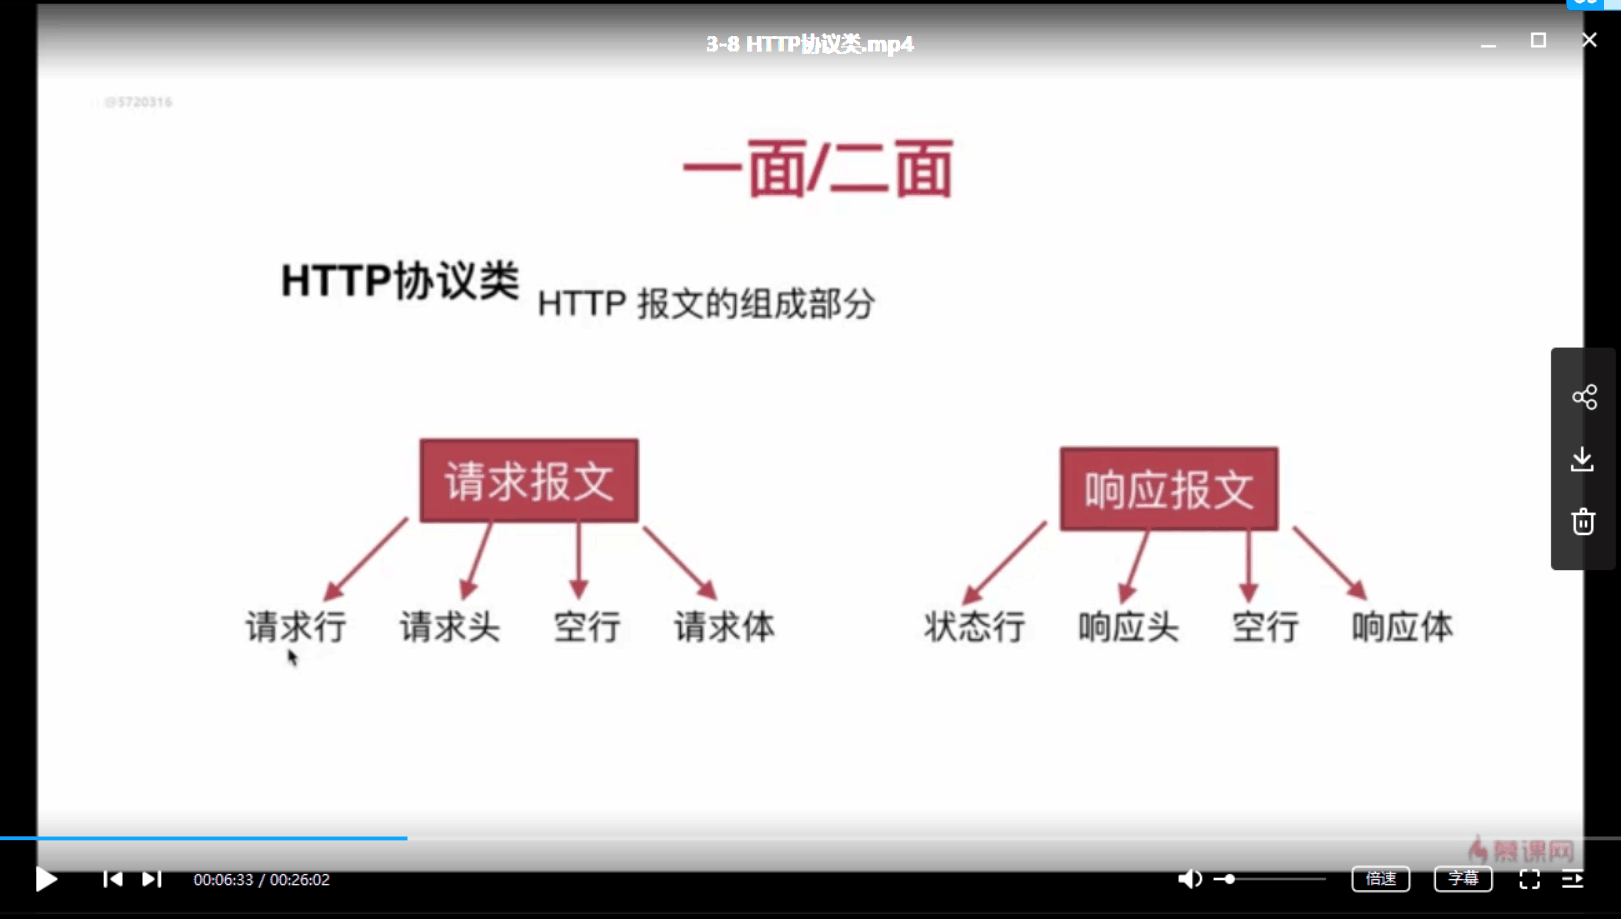 3-8 HTTP协议类.mp4
@5720316
一面/二面
HTTP协议类 HTTP 报文的组成部分
请求报文 响应报文
请求行 请求头 空行 请求体 状态行 响应头 空行 响应体
慕课网
00:06:33 / 00:26:02 倍速 字幕